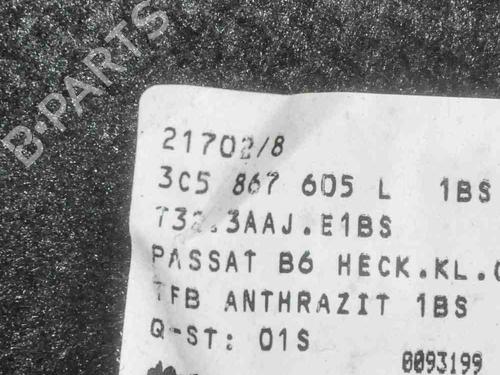 B-PARTS
21702/8
3C5 867 605 L 1BS
T32.3AAJ.E1BS
PASSAT B6 HECK.KL.
TFB ANTHRAZIT 1BS
Q-ST: 01S
0093199